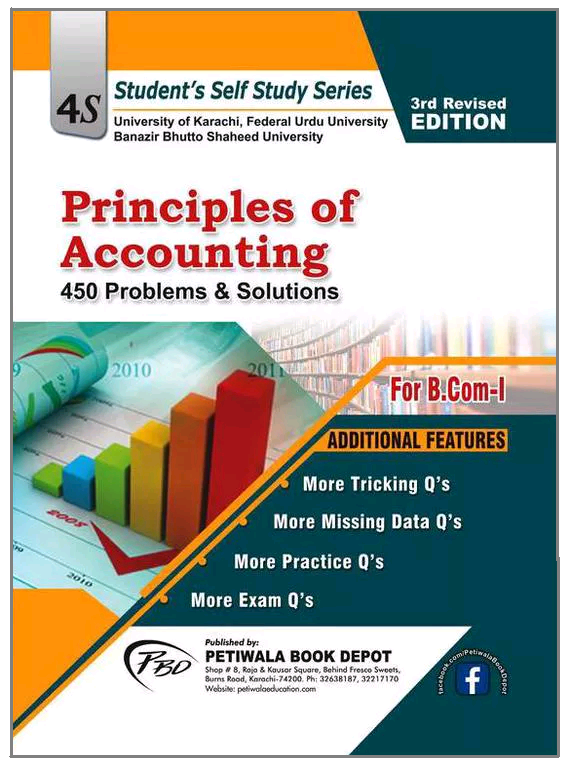 4S
Student's Self Study Series
University of Karachi, Federal Urdu University
Banazir Bhutto Shaheed University
3rd Revised
EDITION
Principles of
Accounting
450 Problems & Solutions
2010
2011
For B.Com-I
ADDITIONAL FEATURES
More Tricking Q's
More Missing Data Q's
More Practice Q's
More Exam Q's
2005
2010
PBD
Published by:
PETIWALA BOOK DEPOT
Shop # 8, Raja & Kausar Square, Behind Fresco Sweets,
Burns Road, Karachi-74200. Ph: 32638187, 32217170
Website: petiwalaeducation.com
facebook.com/PetiwalaBookDepot
f